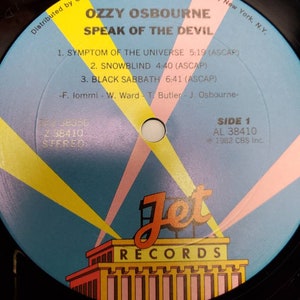 Distributed by C
York, N.Y.
OZZY OSBOURNE
SPEAK OF THE DEVIL
1. SYMPTOM OF THE UNIVERSE 5:19 (ASCAP)
2. SNOWBLIND 4:40 (ASCAP)
3. BLACK SABBATH 6:41 (ASCAP)
-F. Iommi - W. Ward - T. Butler - J. Osbourne-
38350
Z 38410
STEREO
SIDE 1
AL 38410
℗ 1982 CBS Inc.
Jet
RECORDS